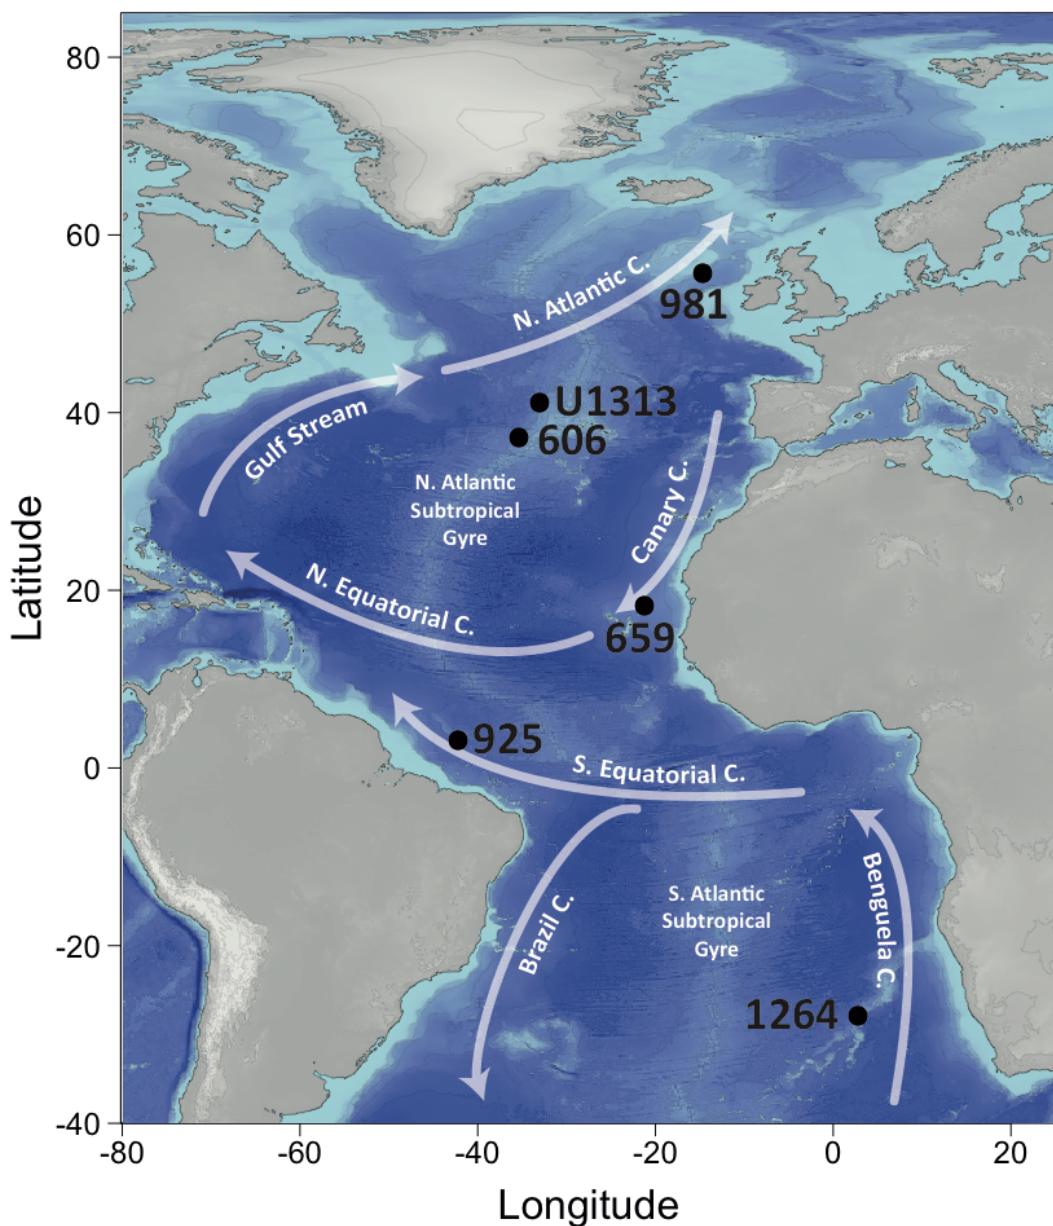 80
60
40
20
0
-20
-40
-80
-60
-40
-20
0
20
Latitude
Longitude
N. Atlantic C.
981
Gulf Stream
U1313
606
N. Atlantic
Subtropical
Gyre
Canary C.
N. Equatorial C.
659
925
S. Equatorial C.
Brazil C.
S. Atlantic
Subtropical
Gyre
Benguela C.
1264